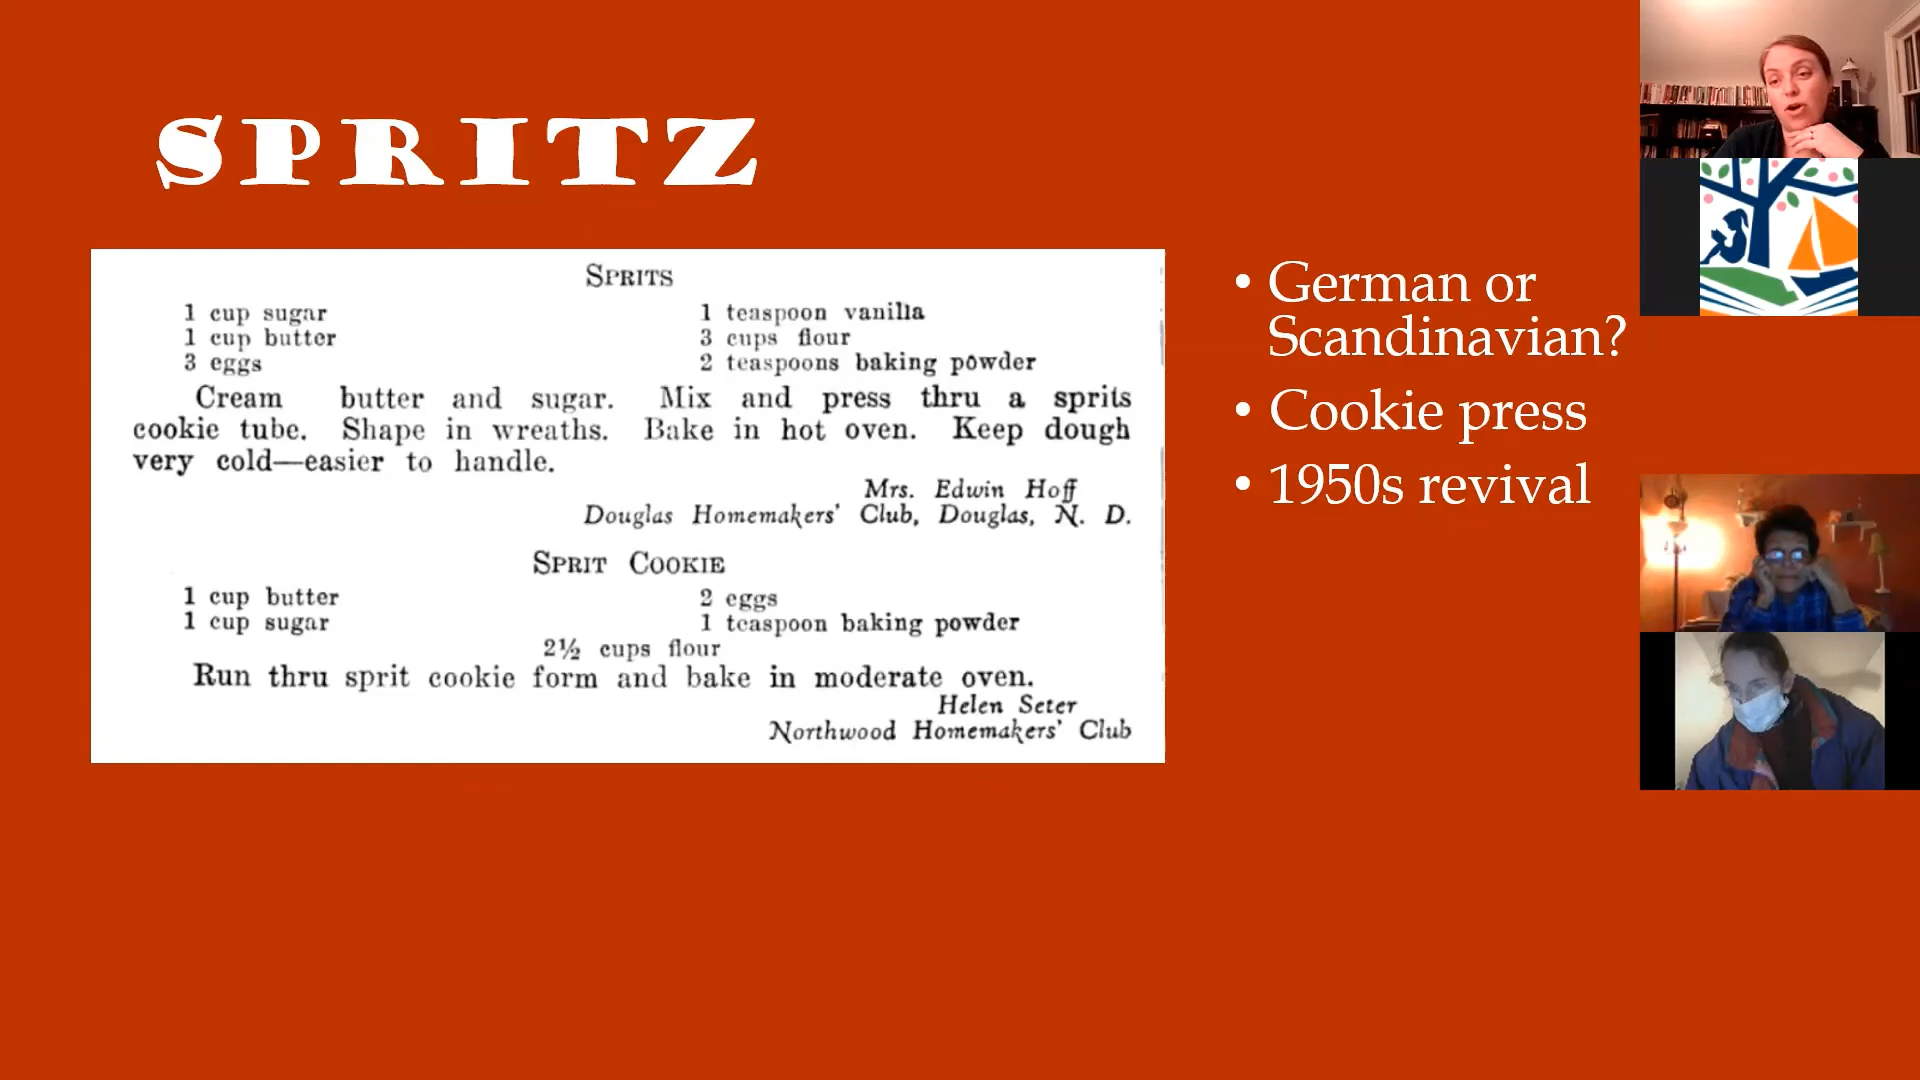 SPRITZ
SPRITS
1 cup sugar 1 teaspoon vanilla
1 cup butter 3 cups flour
3 eggs 2 teaspoons baking powder
Cream butter and sugar. Mix and press thru a sprits
cookie tube. Shape in wreaths. Bake in hot oven. Keep dough
very cold—easier to handle.
Mrs. Edwin Hoff
Douglas Homemakers' Club, Douglas, N. D.
SPRIT COOKIE
1 cup butter 2 eggs
1 cup sugar 1 teaspoon baking powder
2½ cups flour
Run thru sprit cookie form and bake in moderate oven.
Helen Seter
Northwood Homemakers' Club
• German or
Scandinavian?
• Cookie press
• 1950s revival